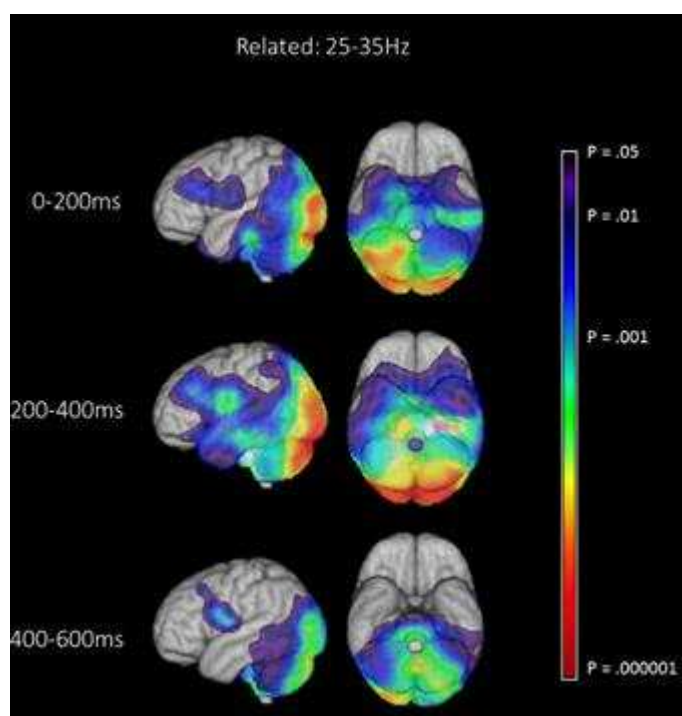 Related: 25-35Hz
0-200ms
200-400ms
400-600ms
P = .05
P = .01
P = .001
P = .000001